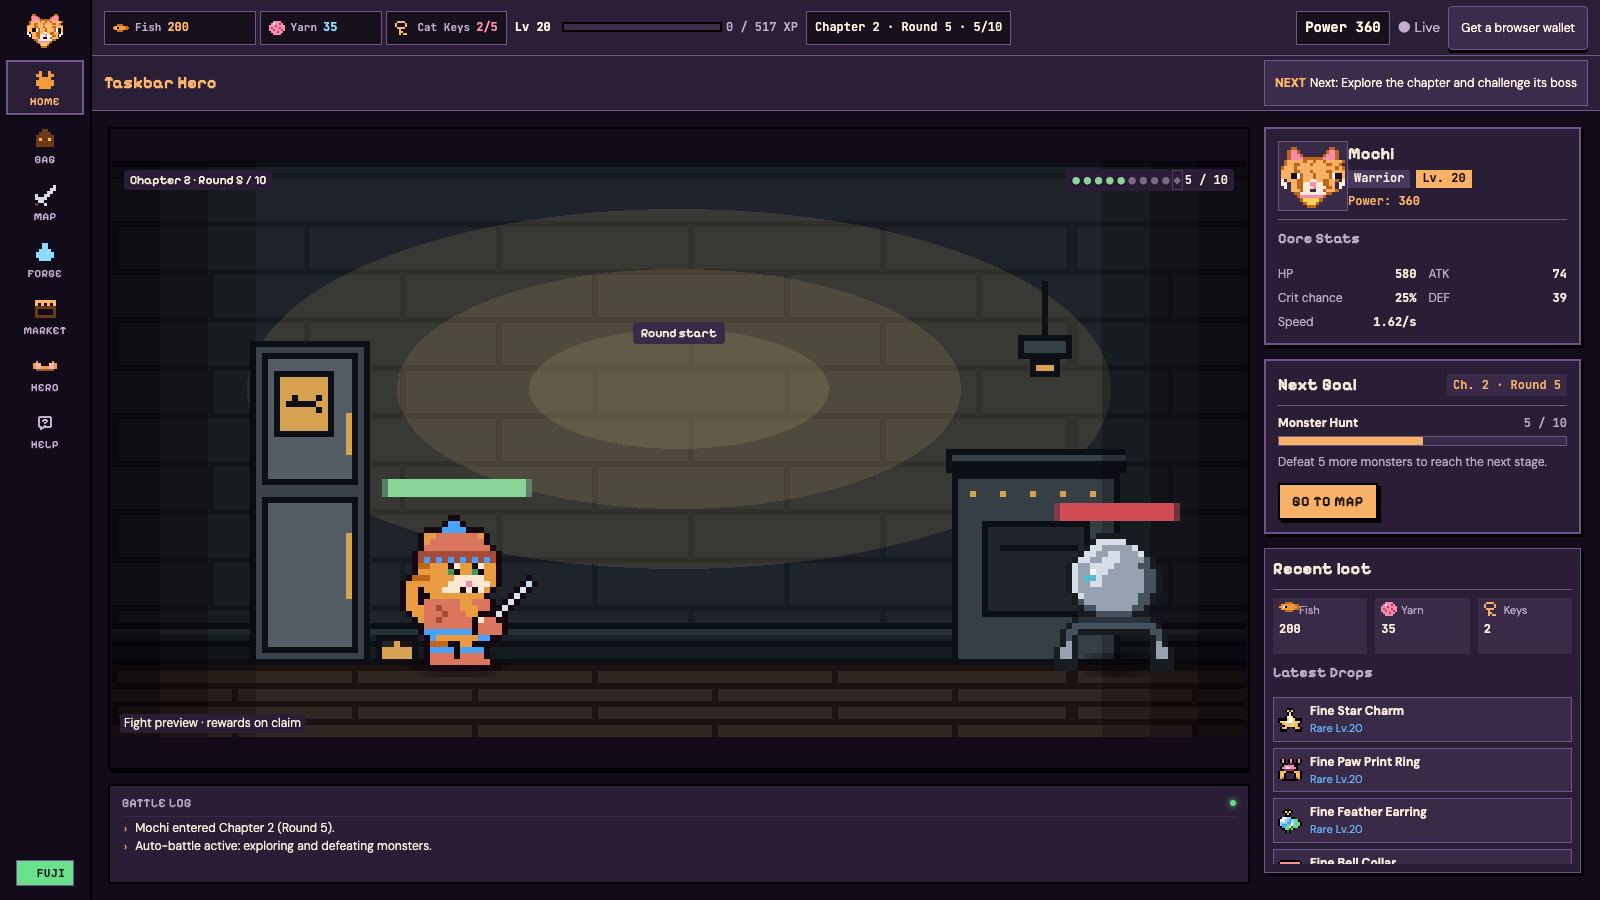 Fish 200
Yarn 35
Cat Keys 2/5
Lv 20
0 / 517 XP
Chapter 2 · Round 5 · 5/10
Power 360
Live
Get a browser wallet
Taskbar Hero
NEXT Next: Explore the chapter and challenge its boss
HOME
BAG
MAP
FORGE
MARKET
HERO
HELP
FUJI
Chapter 2 · Round 5 / 10
5 / 10
Round start
Fight preview · rewards on claim
BATTLE LOG
› Mochi entered Chapter 2 (Round 5).
› Auto-battle active: exploring and defeating monsters.
Mochi
Warrior Lv. 20
Power: 360
Core Stats
HP 580 ATK 74
Crit chance 25% DEF 39
Speed 1.62/s
Next Goal
Ch. 2 · Round 5
Monster Hunt 5 / 10
Defeat 5 more monsters to reach the next stage.
GO TO MAP
Recent loot
Fish
200
Yarn
35
Keys
2
Latest Drops
Fine Star Charm
Rare Lv.20
Fine Paw Print Ring
Rare Lv.20
Fine Feather Earring
Rare Lv.20
Fine Bell Collar